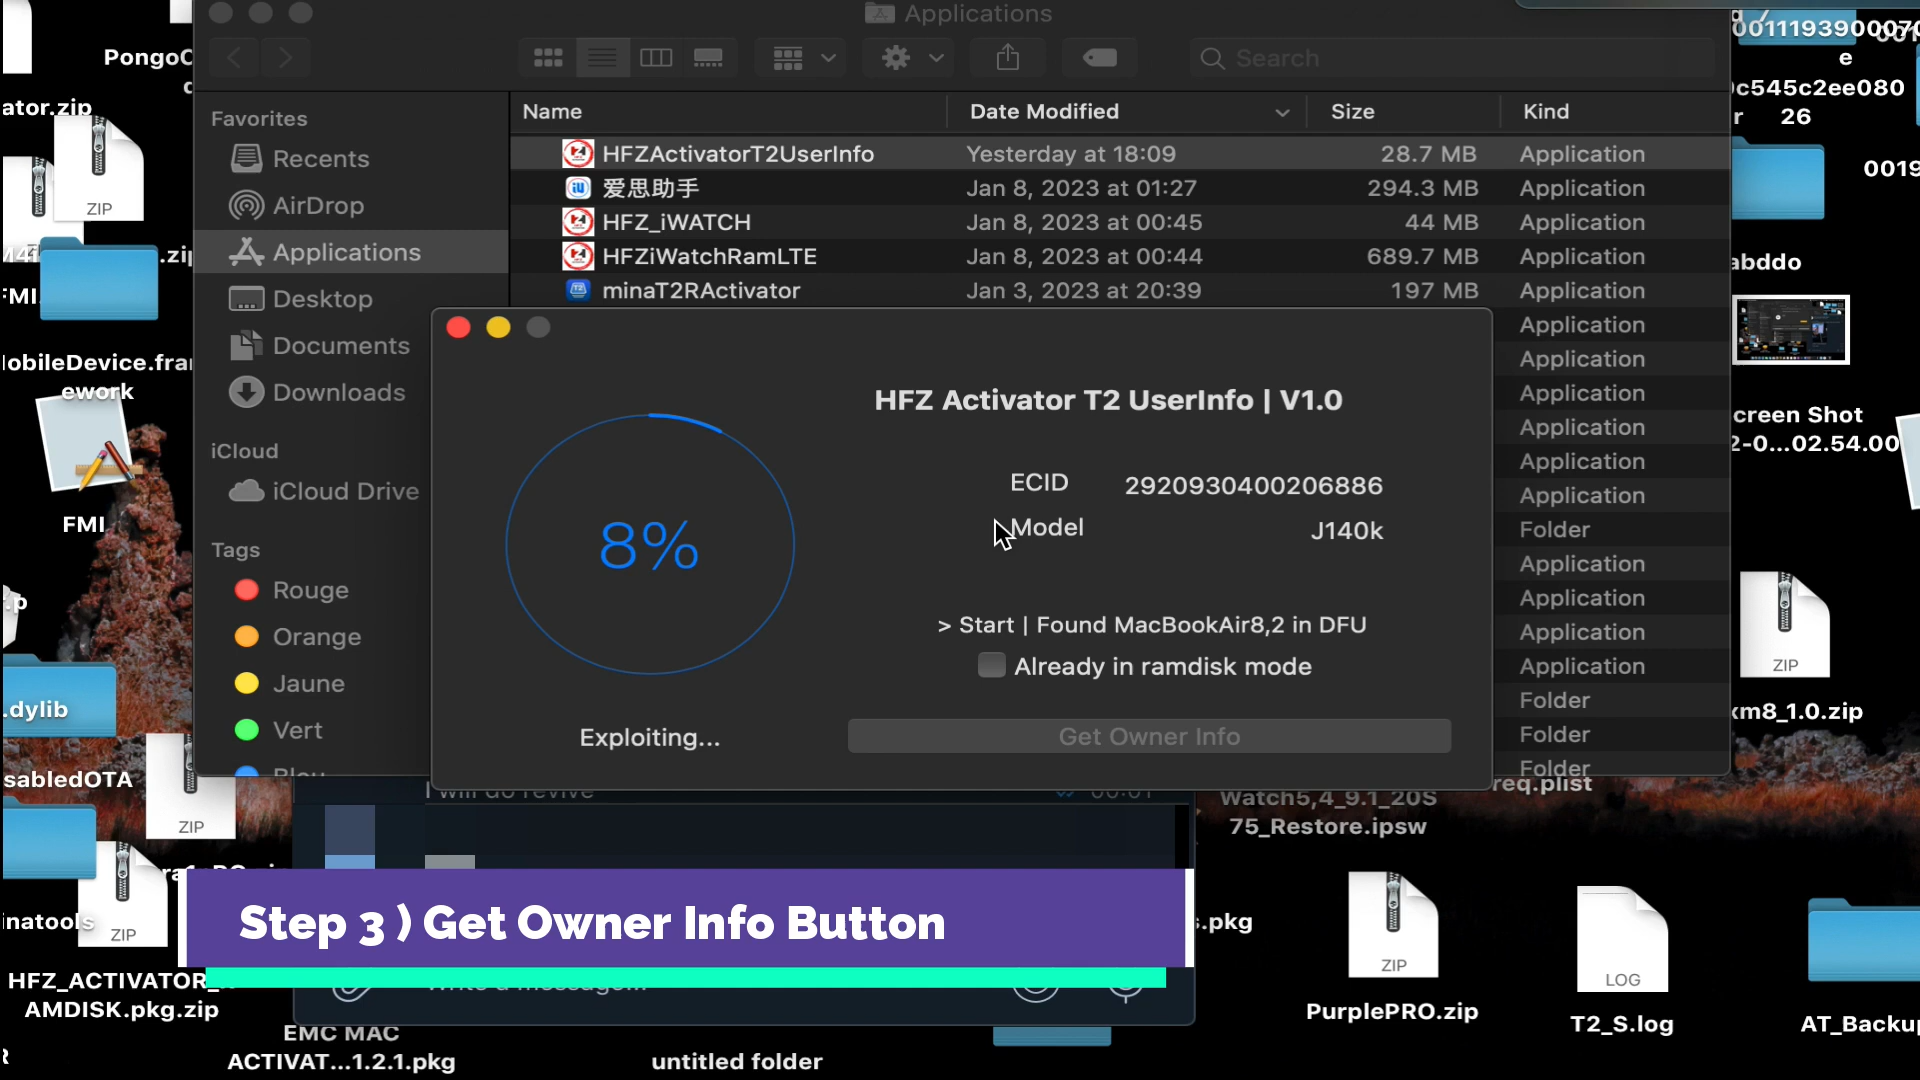 Applications
Search
Favorites
Recents
AirDrop
Applications
Desktop
Documents
Downloads
iCloud
iCloud Drive
Tags
Rouge
Orange
Jaune
Vert
Name Date Modified Size Kind
HFZActivatorT2UserInfo Yesterday at 18:09 28.7 MB Application
爱思助手 Jan 8, 2023 at 01:27 294.3 MB Application
HFZ_iWATCH Jan 8, 2023 at 00:45 44 MB Application
HFZiWatchRamLTE Jan 8, 2023 at 00:44 689.7 MB Application
minaT2RActivator Jan 3, 2023 at 20:39 197 MB Application
Application
Application
Application
Application
Application
Application
Folder
Application
Application
Application
Application
Folder
Folder
Folder
HFZ Activator T2 UserInfo | V1.0
ECID 2920930400206886
Model J140k
8%
> Start | Found MacBookAir8,2 in DFU
Already in ramdisk mode
Exploiting...
Get Owner Info
I will do revive
Step 3 ) Get Owner Info Button
PongoC
ator.zip
ZIP
.zip
FMI
ework
FMI
.dylib
sabledOTA
ZIP
inatools
ZIP
HFZ_ACTIVATOR_
AMDISK.pkg.zip
EMC MAC
ACTIVAT...1.2.1.pkg
untitled folder
e
c545c2ee080
26
0019
abddo
creen Shot
2-0...02.54.00
ZIP
xm8_1.0.zip
req.plist
Watch5,4_9.1_20S
75_Restore.ipsw
.pkg
ZIP
PurplePRO.zip
LOG
T2_S.log
AT_Backup